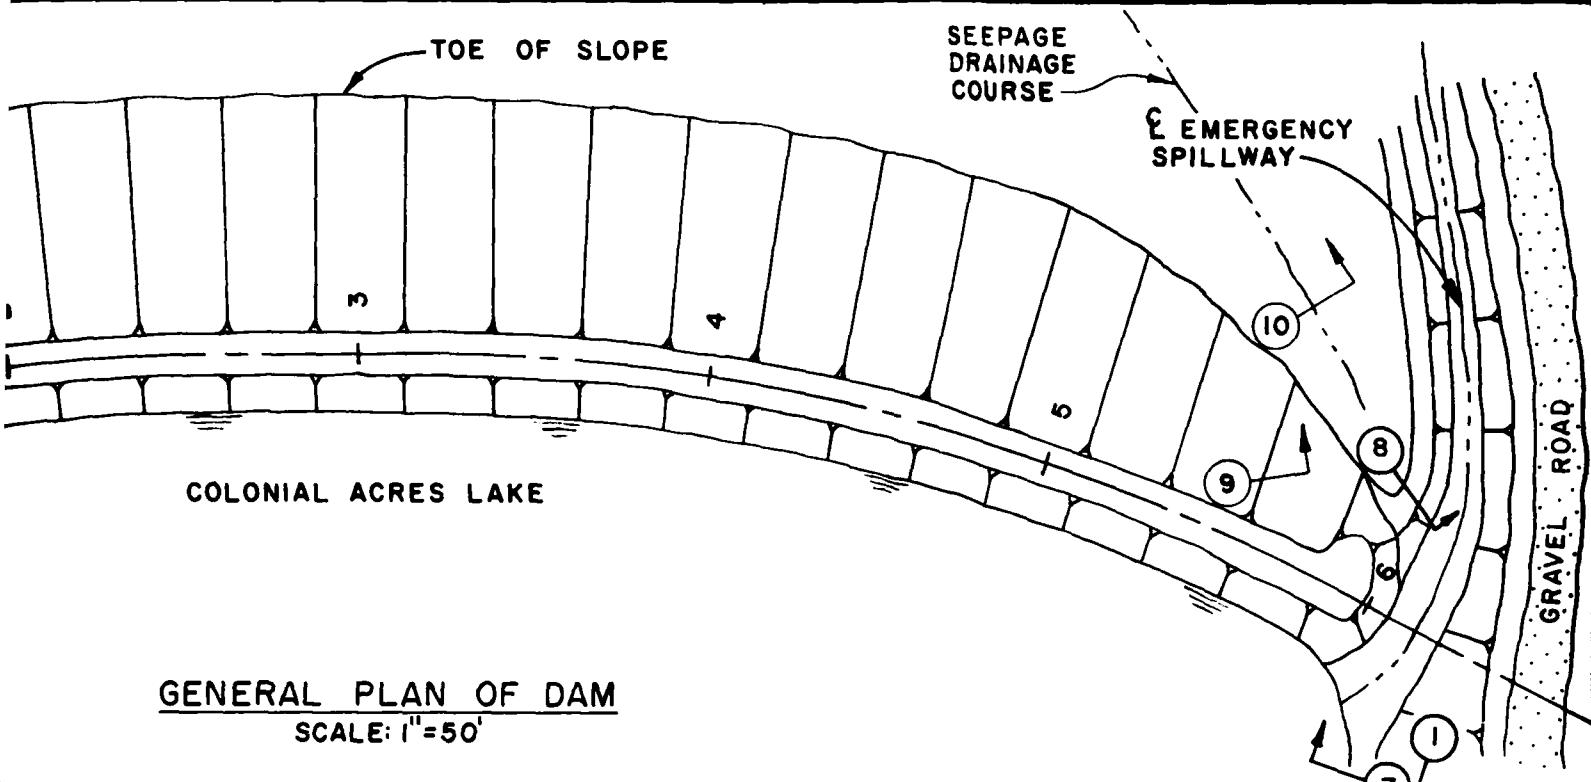 TOE OF SLOPE
SEEPAGE
DRAINAGE
COURSE
℄ EMERGENCY
SPILLWAY
3
4
5
6
10
8
9
GRAVEL ROAD
COLONIAL ACRES LAKE
GENERAL PLAN OF DAM
SCALE: 1"=50'
1